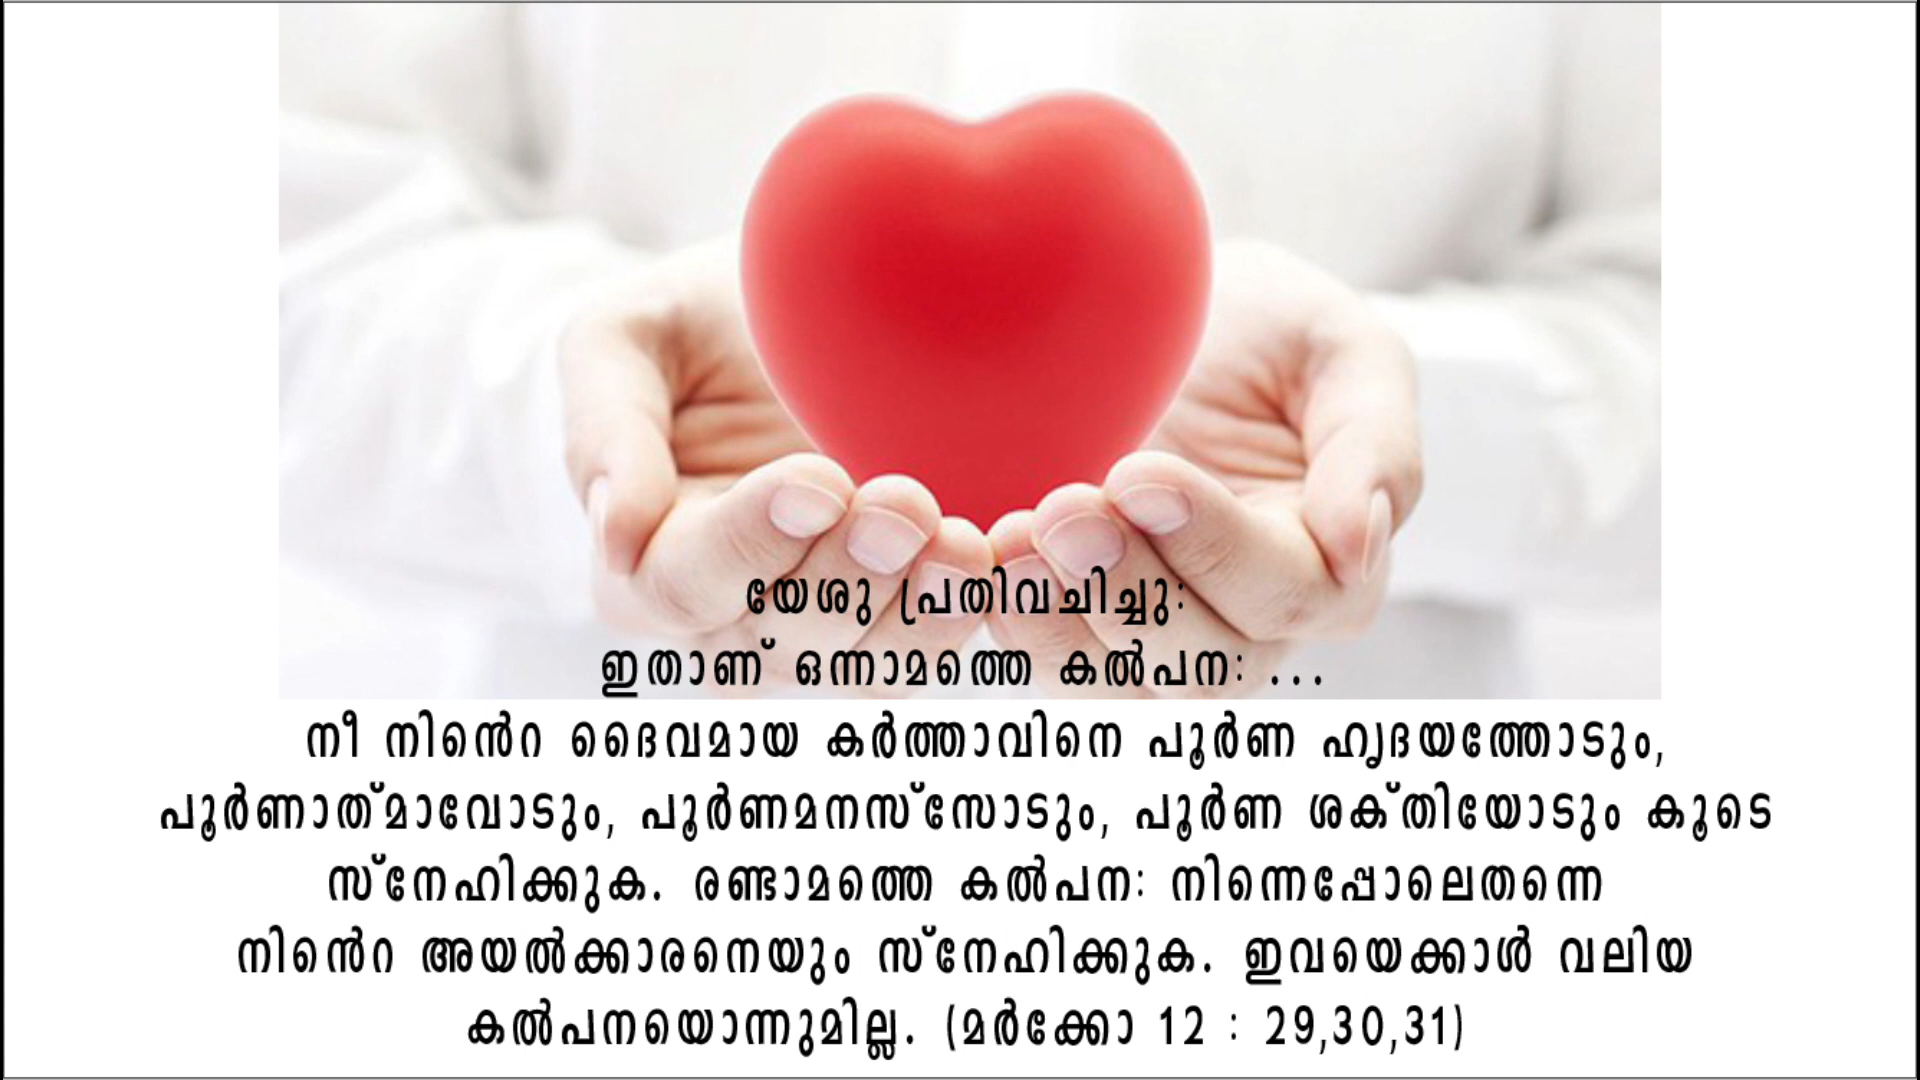 യേശു പ്രതിവചിച്ചു:
ഇതാണ് ഒന്നാമത്തെ കൽപന: ...
നീ നിൻെറ ദൈവമായ കർത്താവിനെ പൂർണ ഹൃദയത്തോടും,
പൂർണാത്‌മാവോടും, പൂർണമനസ്‌സോടും, പൂർണ ശക്‌തിയോടും കൂടെ
സ്‌നേഹിക്കുക. രണ്ടാമത്തെ കൽപന: നിന്നെപ്പോലെതന്നെ
നിൻെറ അയൽക്കാരനെയും സ്‌നേഹിക്കുക. ഇവയെക്കാൾ വലിയ
കൽപനയൊന്നുമില്ല. (മർക്കോ 12 : 29,30,31)